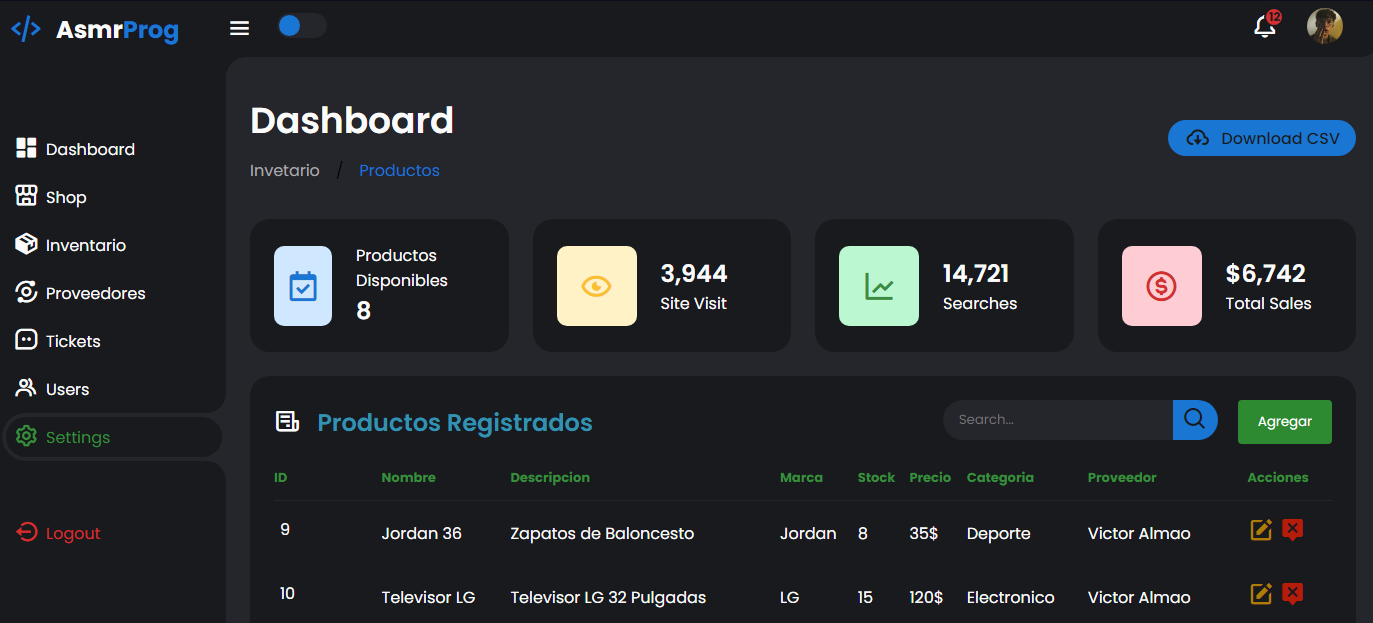 AsmrProg
12
Dashboard
Shop
Inventario
Proveedores
Tickets
Users
Settings
Logout
Dashboard
Invetario / Productos
Download CSV
Productos
Disponibles
8
3,944
Site Visit
14,721
Searches
$6,742
Total Sales
Productos Registrados
Search...
Agregar
ID Nombre Descripcion Marca Stock Precio Categoria Proveedor Acciones
9 Jordan 36 Zapatos de Baloncesto Jordan 8 35$ Deporte Victor Almao
10 Televisor LG Televisor LG 32 Pulgadas LG 15 120$ Electronico Victor Almao